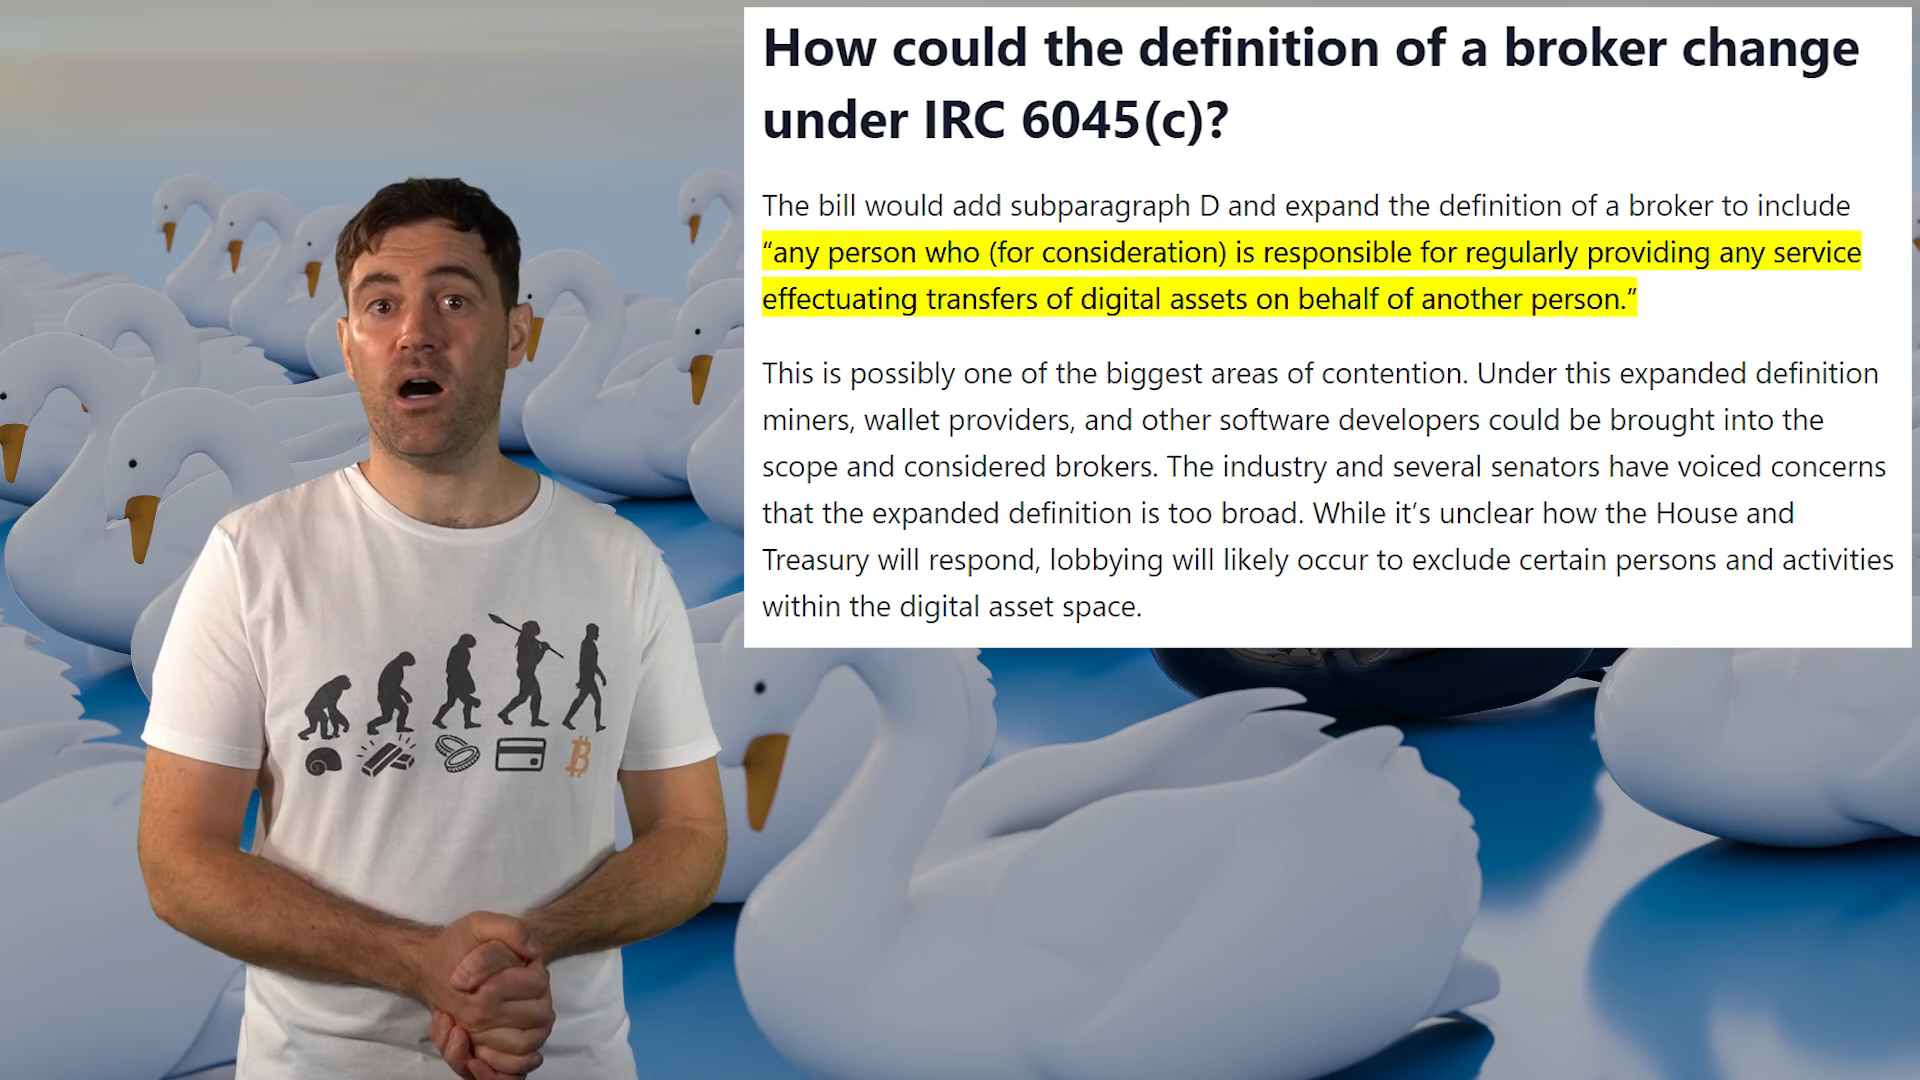 How could the definition of a broker change
under IRC 6045(c)?
The bill would add subparagraph D and expand the definition of a broker to include
“any person who (for consideration) is responsible for regularly providing any service
effectuating transfers of digital assets on behalf of another person.”
This is possibly one of the biggest areas of contention. Under this expanded definition
miners, wallet providers, and other software developers could be brought into the
scope and considered brokers. The industry and several senators have voiced concerns
that the expanded definition is too broad. While it’s unclear how the House and
Treasury will respond, lobbying will likely occur to exclude certain persons and activities
within the digital asset space.